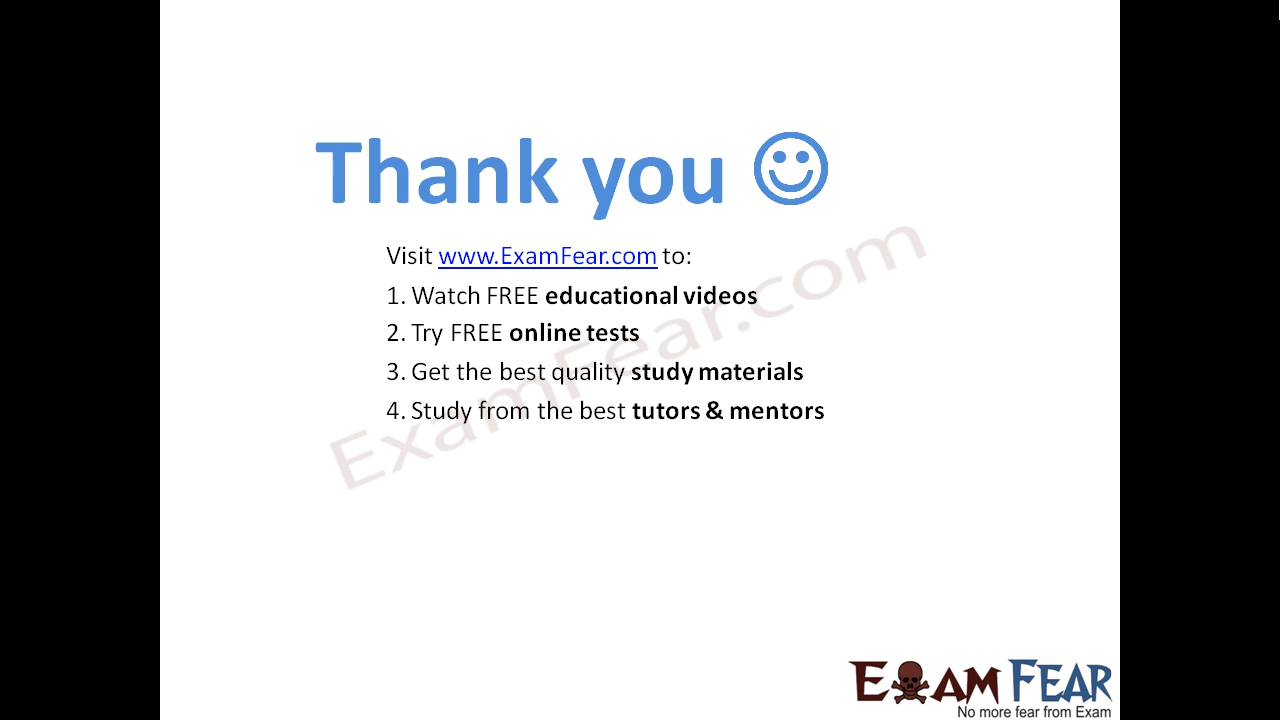 Thank you ☺
Visit www.ExamFear.com to:
1. Watch FREE educational videos
2. Try FREE online tests
3. Get the best quality study materials
4. Study from the best tutors & mentors
ExamFear.com
EXAM FEAR
No more fear from Exam